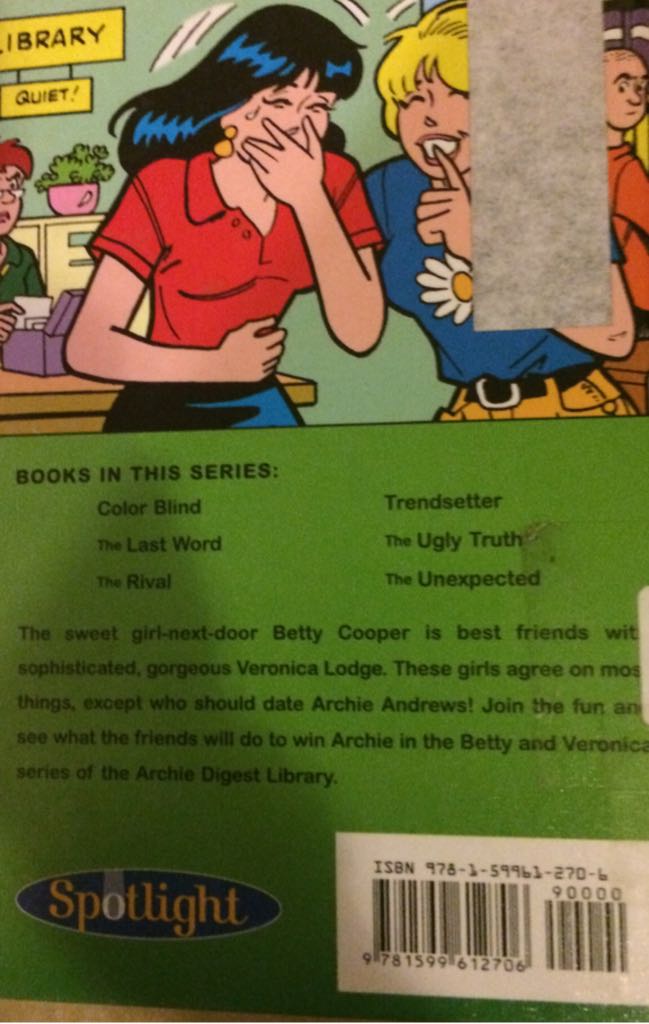 LIBRARY
QUIET!
BOOKS IN THIS SERIES:
Color Blind
Trendsetter
The Last Word
The Ugly Truth
The Rival
The Unexpected
The sweet girl-next-door Betty Cooper is best friends wit
sophisticated, gorgeous Veronica Lodge. These girls agree on mos
things, except who should date Archie Andrews! Join the fun an
see what the friends will do to win Archie in the Betty and Veronica
series of the Archie Digest Library.
Spotlight
ISBN 978-1-59961-270-6
90000
9 781599 612706